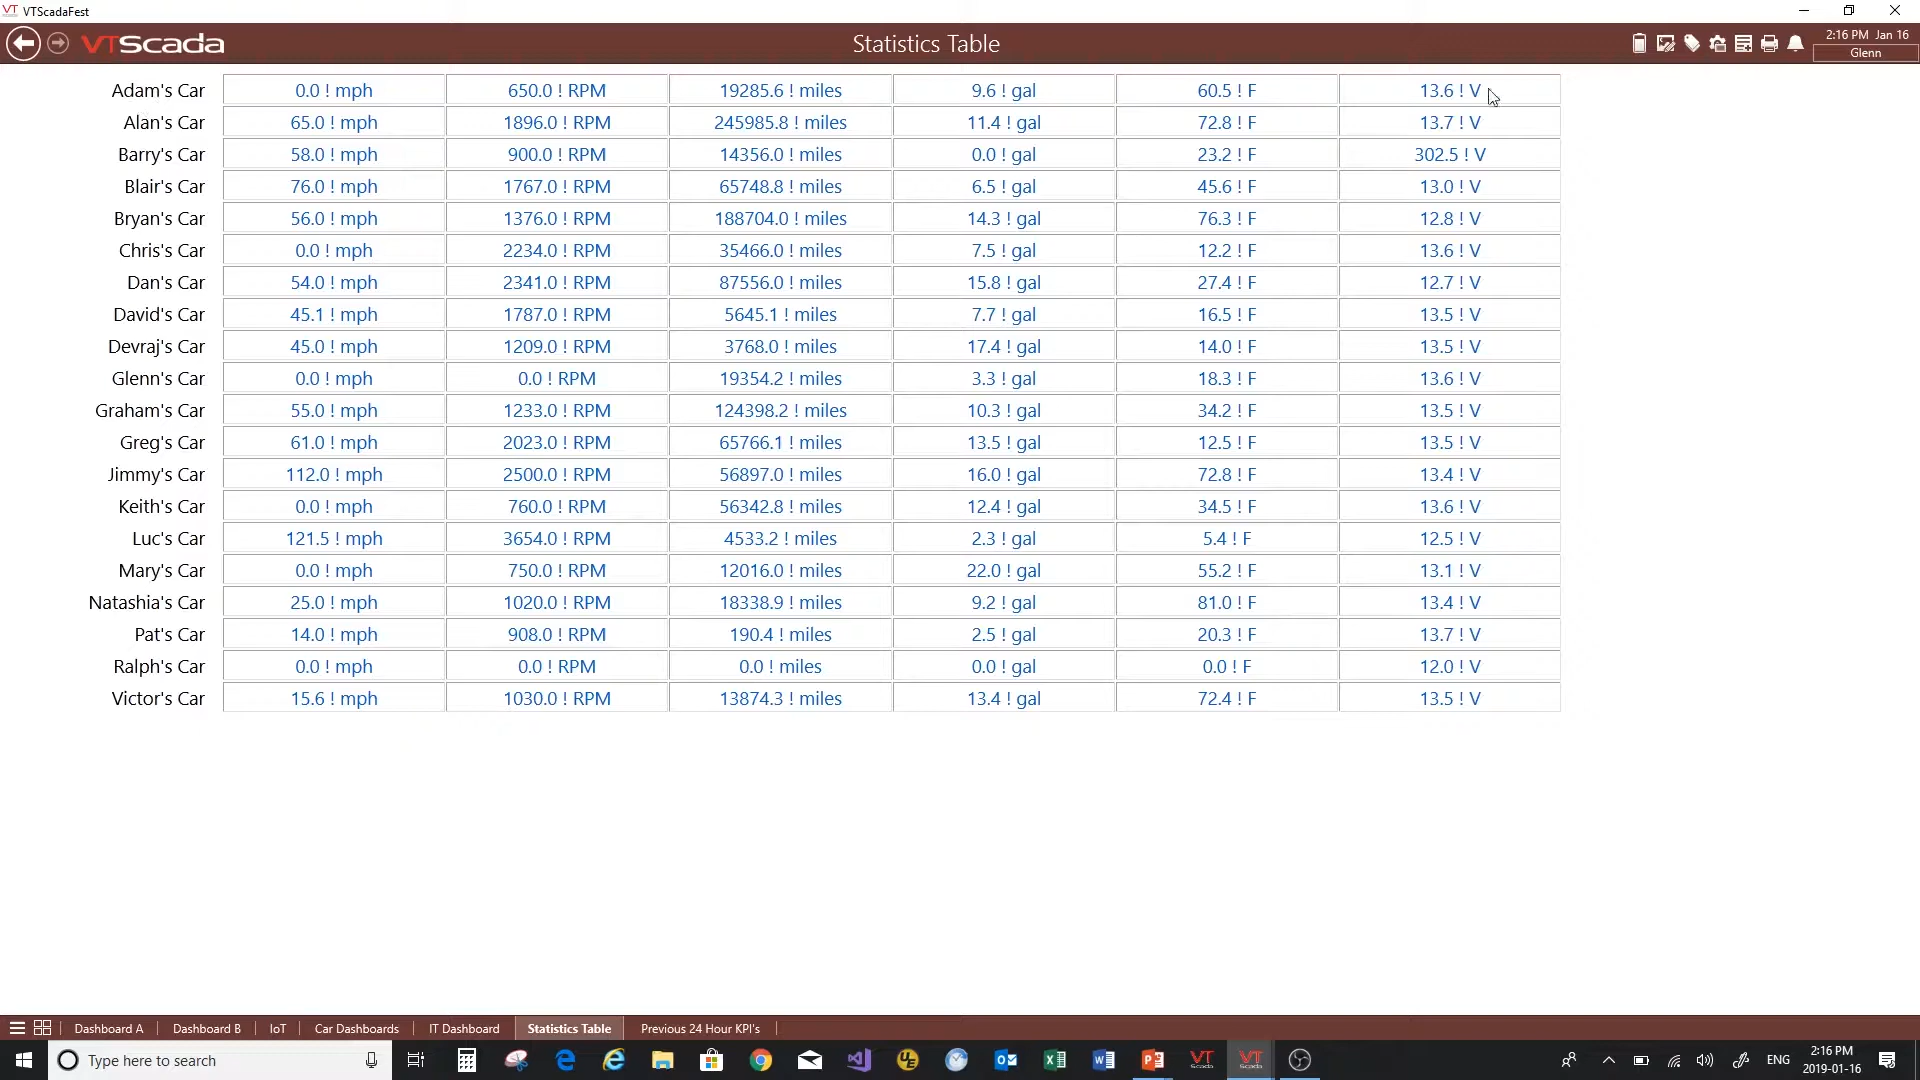 VTScadaFest
VTScada
Statistics Table
2:16 PM Jan 16
Glenn
Adam's Car 0.0 ! mph 650.0 ! RPM 19285.6 ! miles 9.6 ! gal 60.5 ! F 13.6 ! V
Alan's Car 65.0 ! mph 1896.0 ! RPM 245985.8 ! miles 11.4 ! gal 72.8 ! F 13.7 ! V
Barry's Car 58.0 ! mph 900.0 ! RPM 14356.0 ! miles 0.0 ! gal 23.2 ! F 302.5 ! V
Blair's Car 76.0 ! mph 1767.0 ! RPM 65748.8 ! miles 6.5 ! gal 45.6 ! F 13.0 ! V
Bryan's Car 56.0 ! mph 1376.0 ! RPM 188704.0 ! miles 14.3 ! gal 76.3 ! F 12.8 ! V
Chris's Car 0.0 ! mph 2234.0 ! RPM 35466.0 ! miles 7.5 ! gal 12.2 ! F 13.6 ! V
Dan's Car 54.0 ! mph 2341.0 ! RPM 87556.0 ! miles 15.8 ! gal 27.4 ! F 12.7 ! V
David's Car 45.1 ! mph 1787.0 ! RPM 5645.1 ! miles 7.7 ! gal 16.5 ! F 13.5 ! V
Devraj's Car 45.0 ! mph 1209.0 ! RPM 3768.0 ! miles 17.4 ! gal 14.0 ! F 13.5 ! V
Glenn's Car 0.0 ! mph 0.0 ! RPM 19354.2 ! miles 3.3 ! gal 18.3 ! F 13.6 ! V
Graham's Car 55.0 ! mph 1233.0 ! RPM 124398.2 ! miles 10.3 ! gal 34.2 ! F 13.5 ! V
Greg's Car 61.0 ! mph 2023.0 ! RPM 65766.1 ! miles 13.5 ! gal 12.5 ! F 13.5 ! V
Jimmy's Car 112.0 ! mph 2500.0 ! RPM 56897.0 ! miles 16.0 ! gal 72.8 ! F 13.4 ! V
Keith's Car 0.0 ! mph 760.0 ! RPM 56342.8 ! miles 12.4 ! gal 34.5 ! F 13.6 ! V
Luc's Car 121.5 ! mph 3654.0 ! RPM 4533.2 ! miles 2.3 ! gal 5.4 ! F 12.5 ! V
Mary's Car 0.0 ! mph 750.0 ! RPM 12016.0 ! miles 22.0 ! gal 55.2 ! F 13.1 ! V
Natashia's Car 25.0 ! mph 1020.0 ! RPM 18338.9 ! miles 9.2 ! gal 81.0 ! F 13.4 ! V
Pat's Car 14.0 ! mph 908.0 ! RPM 190.4 ! miles 2.5 ! gal 20.3 ! F 13.7 ! V
Ralph's Car 0.0 ! mph 0.0 ! RPM 0.0 ! miles 0.0 ! gal 0.0 ! F 12.0 ! V
Victor's Car 15.6 ! mph 1030.0 ! RPM 13874.3 ! miles 13.4 ! gal 72.4 ! F 13.5 ! V
Dashboard A Dashboard B IoT Car Dashboards IT Dashboard Statistics Table Previous 24 Hour KPI's
Type here to search
ENG
2:16 PM
2019-01-16